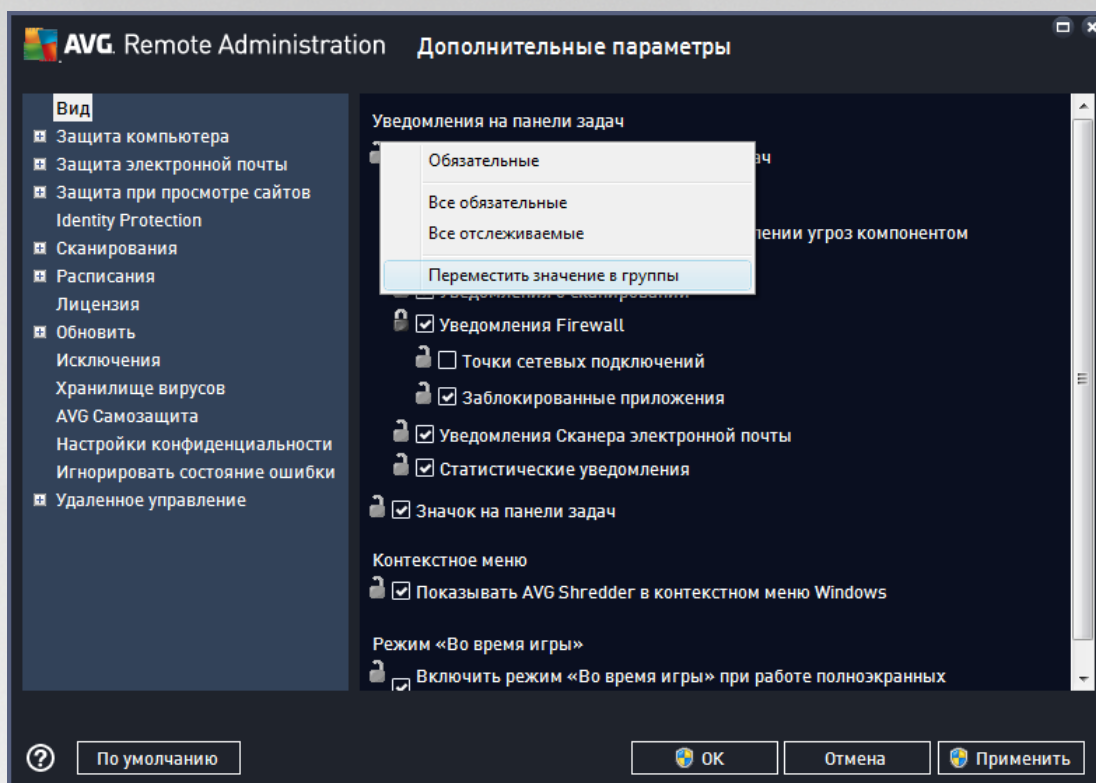 AVG. Remote Administration
Дополнительные параметры
Вид
Защита компьютера
Защита электронной почты
Защита при просмотре сайтов
Identity Protection
Сканирования
Расписания
Лицензия
Обновить
Исключения
Хранилище вирусов
AVG Самозащита
Настройки конфиденциальности
Игнорировать состояние ошибки
Удаленное управление
Уведомления на панели задач
Обязательные
Все обязательные
Все отслеживаемые
угроз компонентом
Переместить значение в группы
Уведомления о сканировании
Уведомления Firewall
Точки сетевых подключений
Заблокированные приложения
Уведомления Сканера электронной почты
Статистические уведомления
Значок на панели задач
Контекстное меню
Показывать AVG Shredder в контекстном меню Windows
Режим «Во время игры»
Включить режим «Во время игры» при работе полноэкранных
По умолчанию
OK
Отмена
Применить